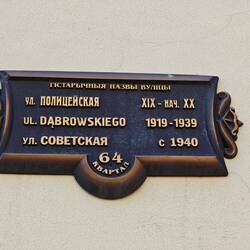 ГІСТАРЫЧНЫЯ НАЗВЫ ВУЛІЦЫ
ул. ПОЛИЦЕЙСКАЯ XIX - нач. XX
UL. DĄBROWSKIEGO 1919-1939
ул. СОВЕТСКАЯ с 1940
64
КВАРТАЛ